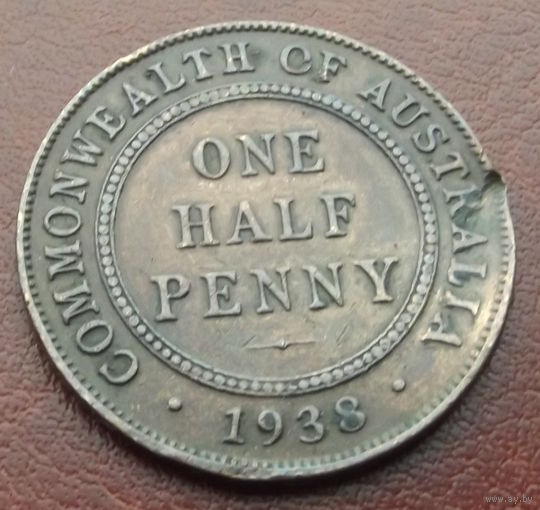 COMMONWEALTH OF AUSTRALIA
ONE
HALF
PENNY
· 1938 ·
www.ay.by